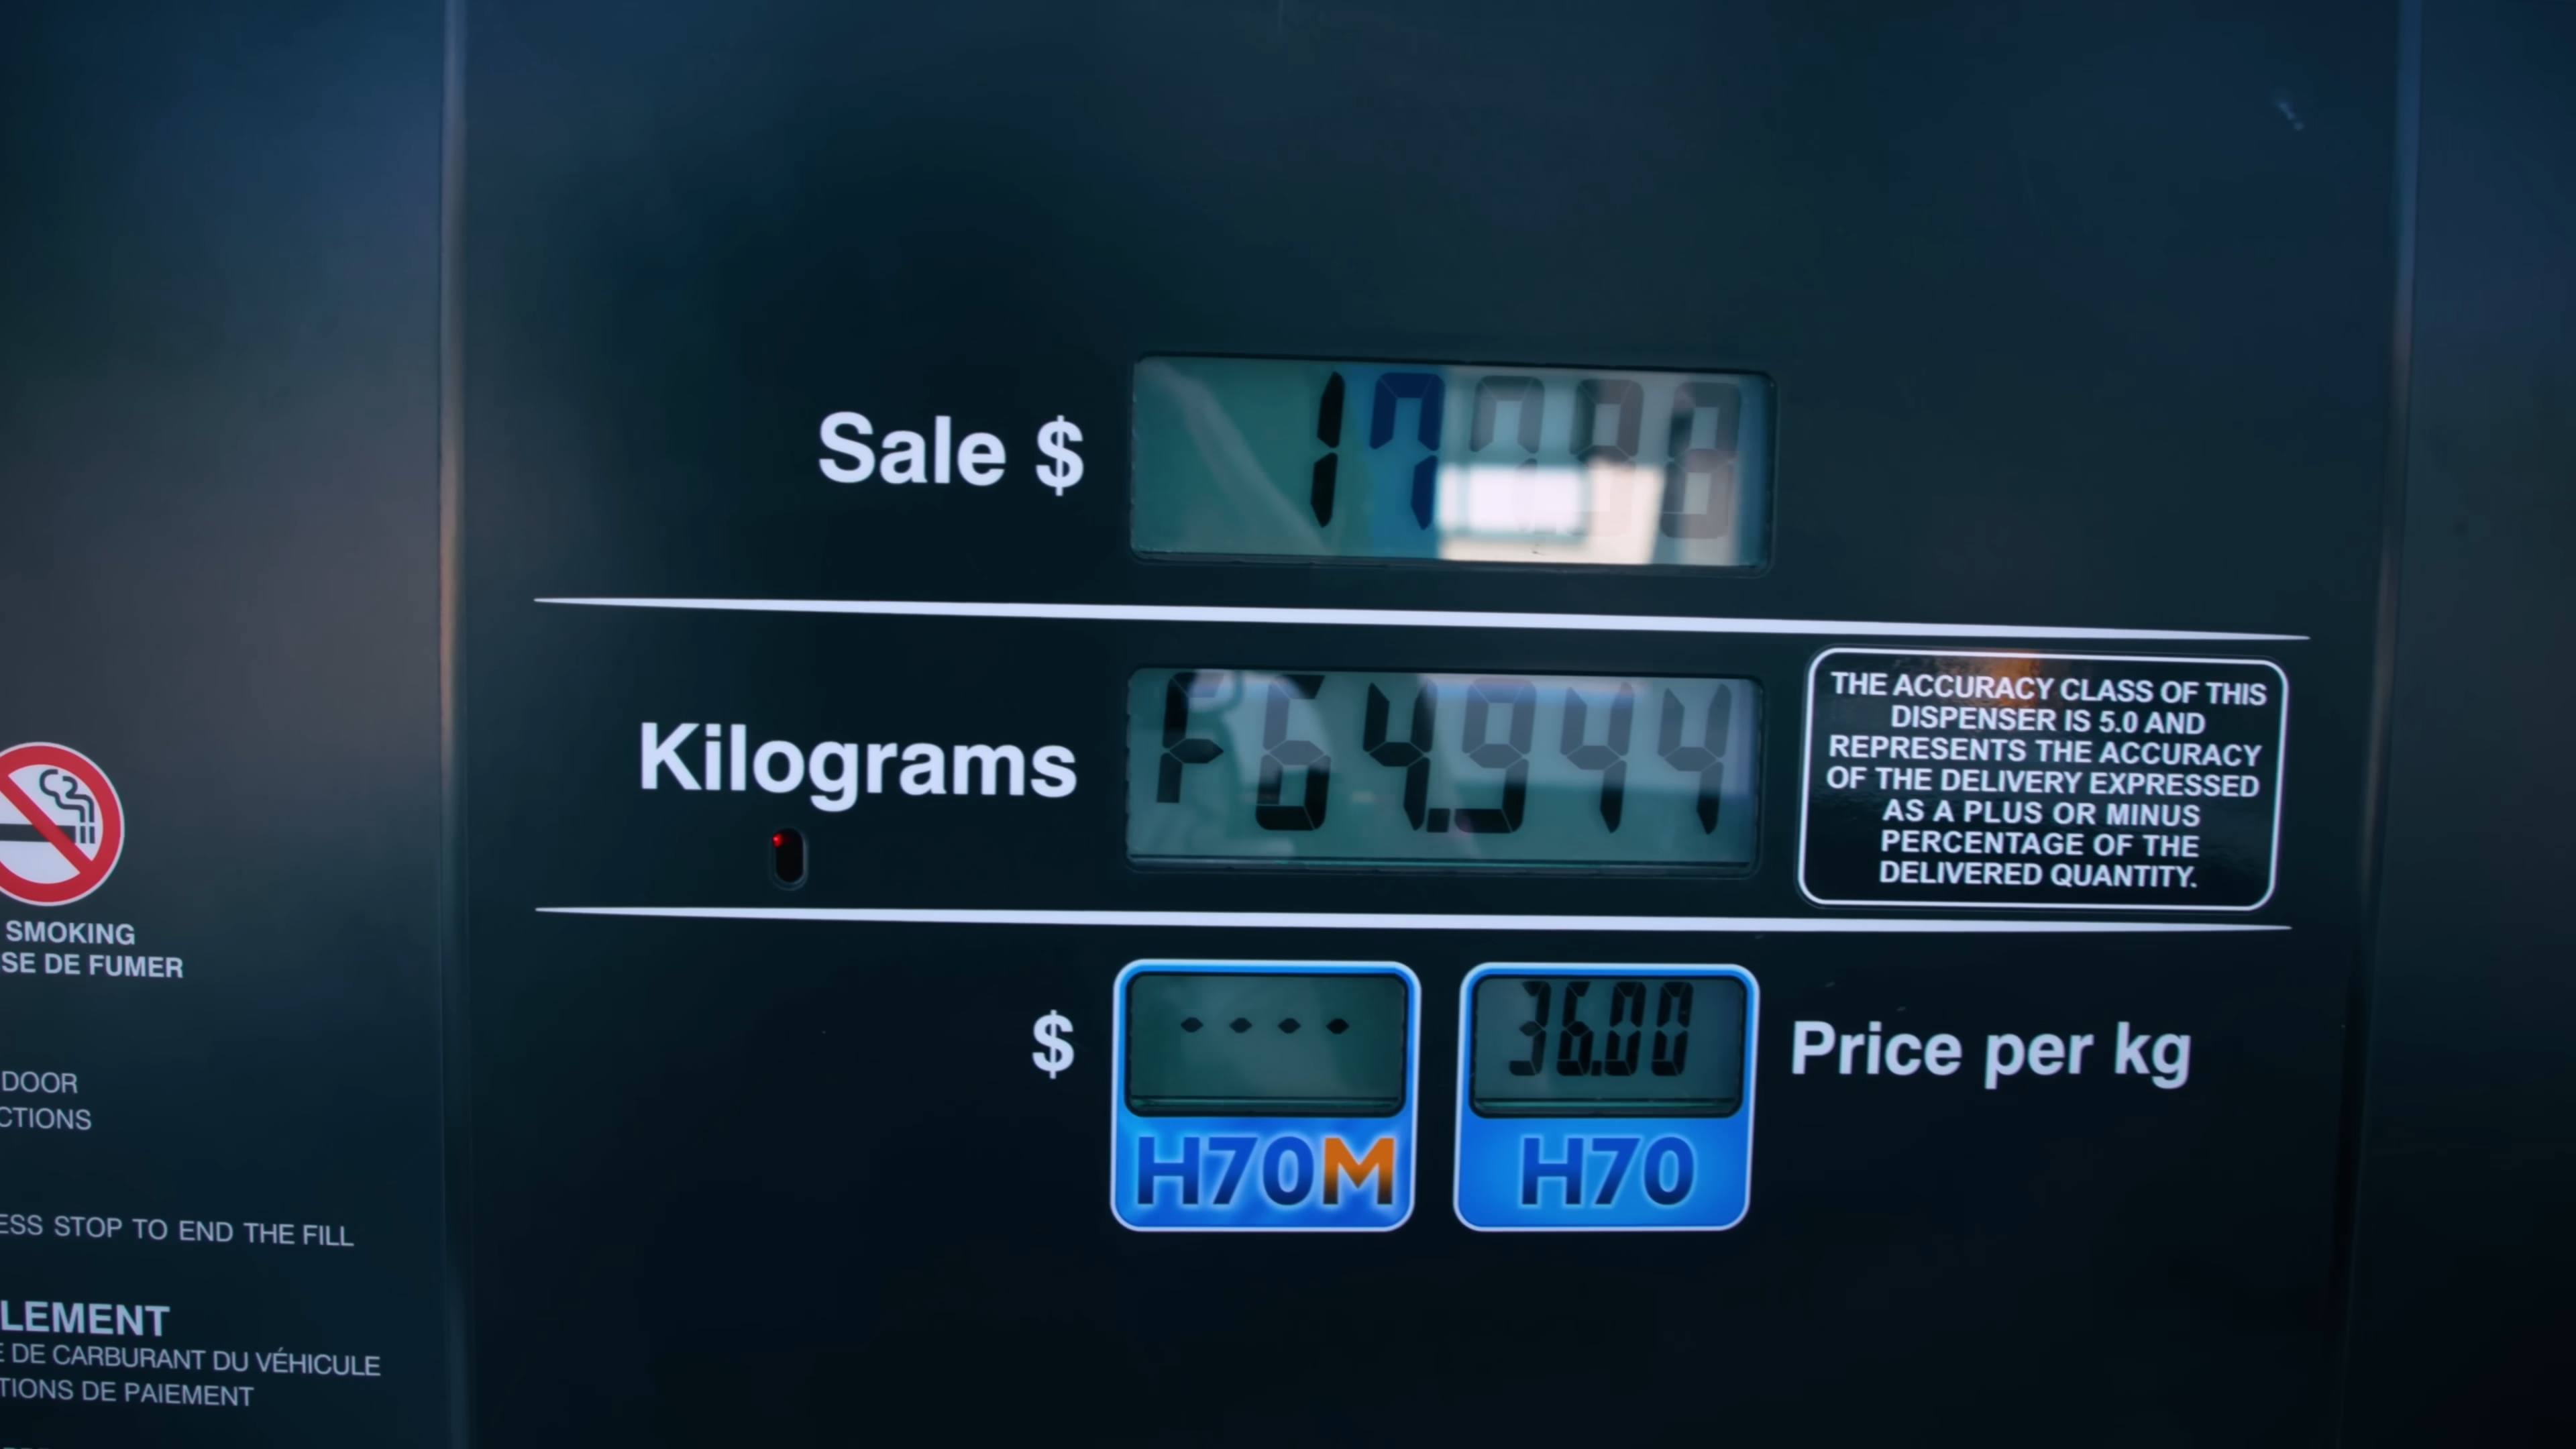 Sale $
Kilograms
F64.944
THE ACCURACY CLASS OF THIS
DISPENSER IS 5.0 AND
REPRESENTS THE ACCURACY
OF THE DELIVERY EXPRESSED
AS A PLUS OR MINUS
PERCENTAGE OF THE
DELIVERED QUANTITY.
$
36.00
Price per kg
H70M
H70
SMOKING
SE DE FUMER
DOOR
CTIONS
ESS STOP TO END THE FILL
LEMENT
E DE CARBURANT DU VÉHICULE
TIONS DE PAIEMENT